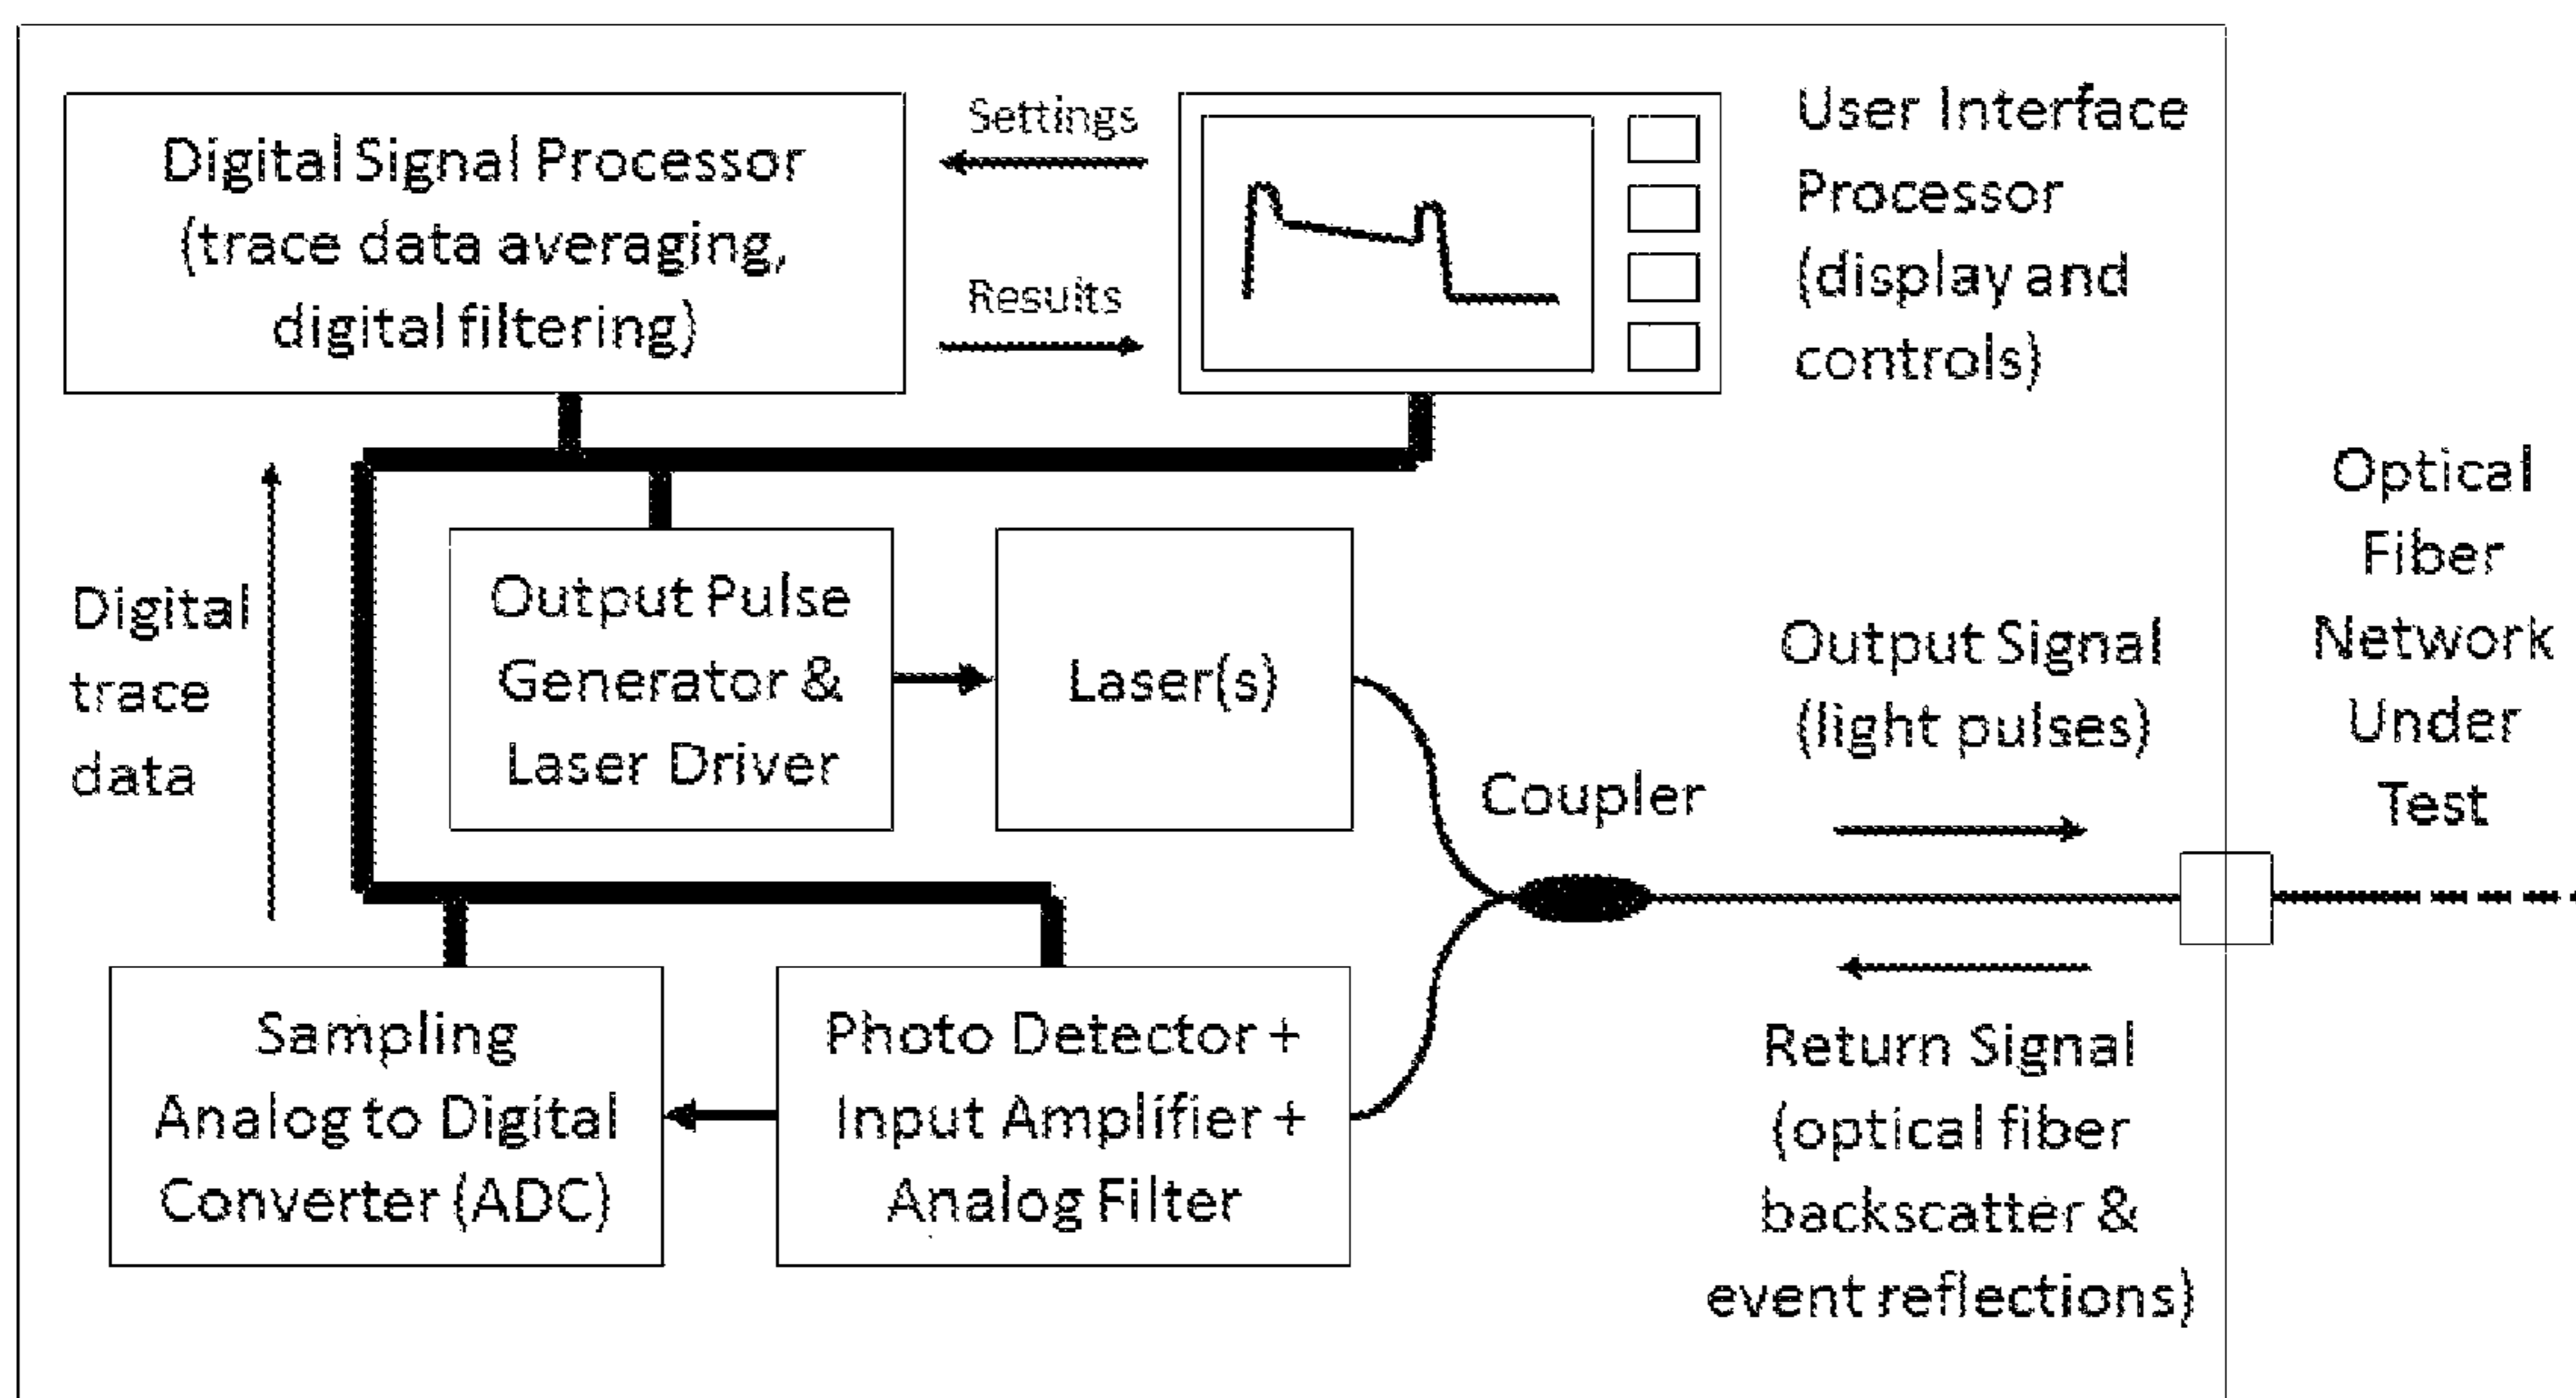 Digital Signal Processor
(trace data averaging,
digital filtering)
Settings
Results
User Interface
Processor
(display and
controls)
Digital
trace
data
Output Pulse
Generator &
Laser Driver
Laser(s)
Coupler
Output Signal
(light pulses)
Optical
Fiber
Network
Under
Test
Sampling
Analog to Digital
Converter (ADC)
Photo Detector +
Input Amplifier +
Analog Filter
Return Signal
(optical fiber
backscatter &
event reflections)